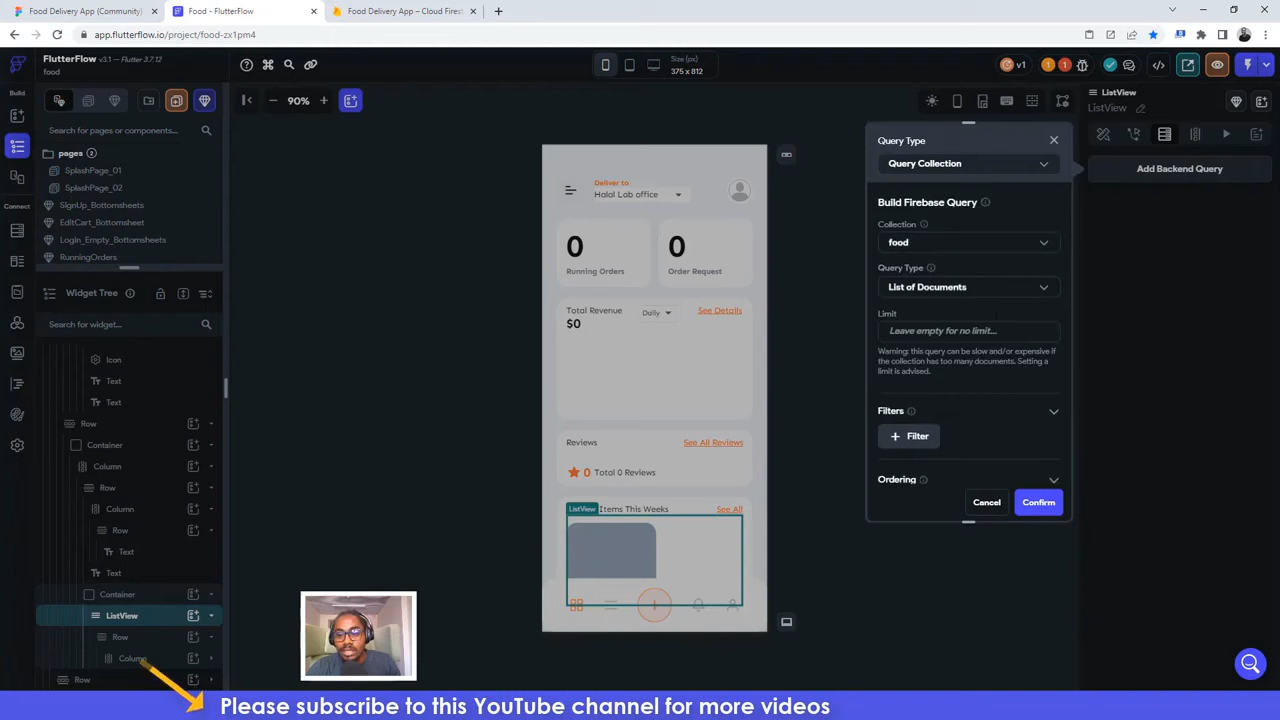 Food Delivery App (Community)
Food - FlutterFlow
Food Delivery App – Cloud Firest
app.flutterflow.io/project/food-zx1pm4
FlutterFlow v3.1 – Flutter 3.7.12
food
Size (px)
375 x 812
v1
1
1
Build
Connect
90%
Search for pages or components...
pages (2)
SplashPage_01
SplashPage_02
SignUp_Bottomsheets
EditCart_Bottomsheet
Login_Empty_Bottomsheets
RunningOrders
Widget Tree
Search for widget...
Icon
Text
Text
Row
Container
Column
Row
Column
Row
Text
Text
Container
ListView
Row
Column
Row
Deliver to
Halal Lab office
0
Running Orders
0
Order Request
Total Revenue
$0
Daily
See Details
Reviews
See All Reviews
0 Total 0 Reviews
ListView
Items This Weeks
See All
Query Type
Query Collection
Build Firebase Query
Collection
food
Query Type
List of Documents
Limit
Leave empty for no limit...
Warning: this query can be slow and/or expensive if
the collection has too many documents. Setting a
limit is advised.
Filters
Filter
Ordering
Cancel
Confirm
ListView
ListView
Add Backend Query
Please subscribe to this YouTube channel for more videos